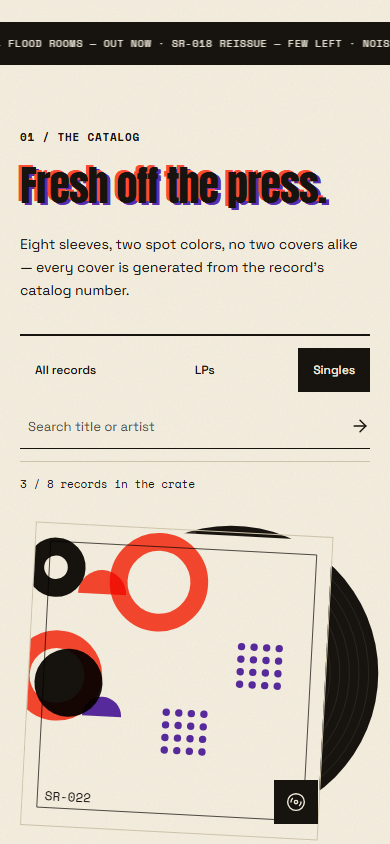 FLOOD ROOMS — OUT NOW · SR-018 REISSUE — FEW LEFT · NOIS
01 / THE CATALOG
Fresh off the press.
Eight sleeves, two spot colors, no two covers alike
— every cover is generated from the record's
catalog number.
All records LPs Singles
Search title or artist
3 / 8 records in the crate
SR-022